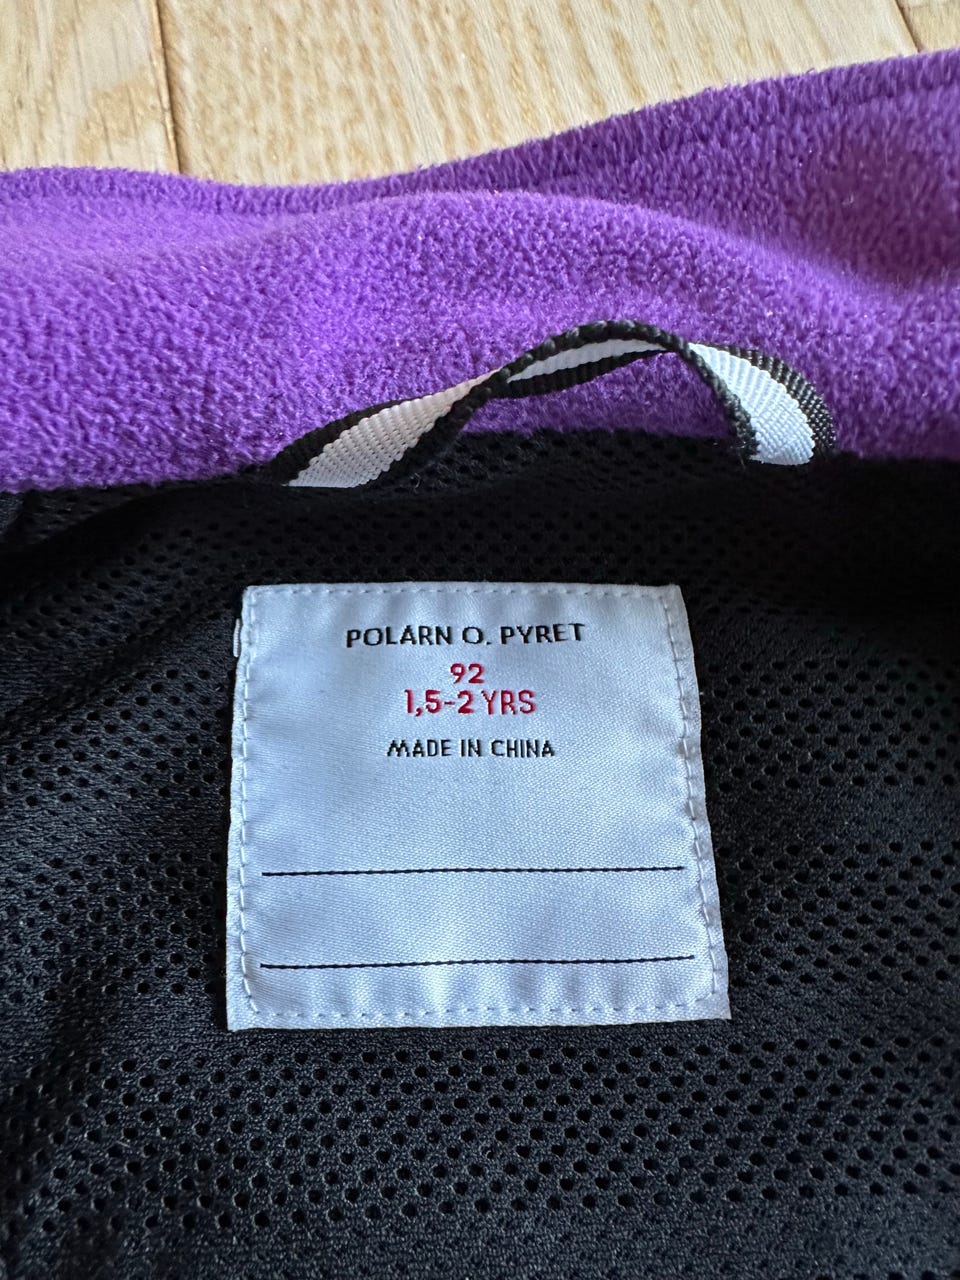 POLARN O. PYRET
92
1,5-2 YRS
MADE IN CHINA